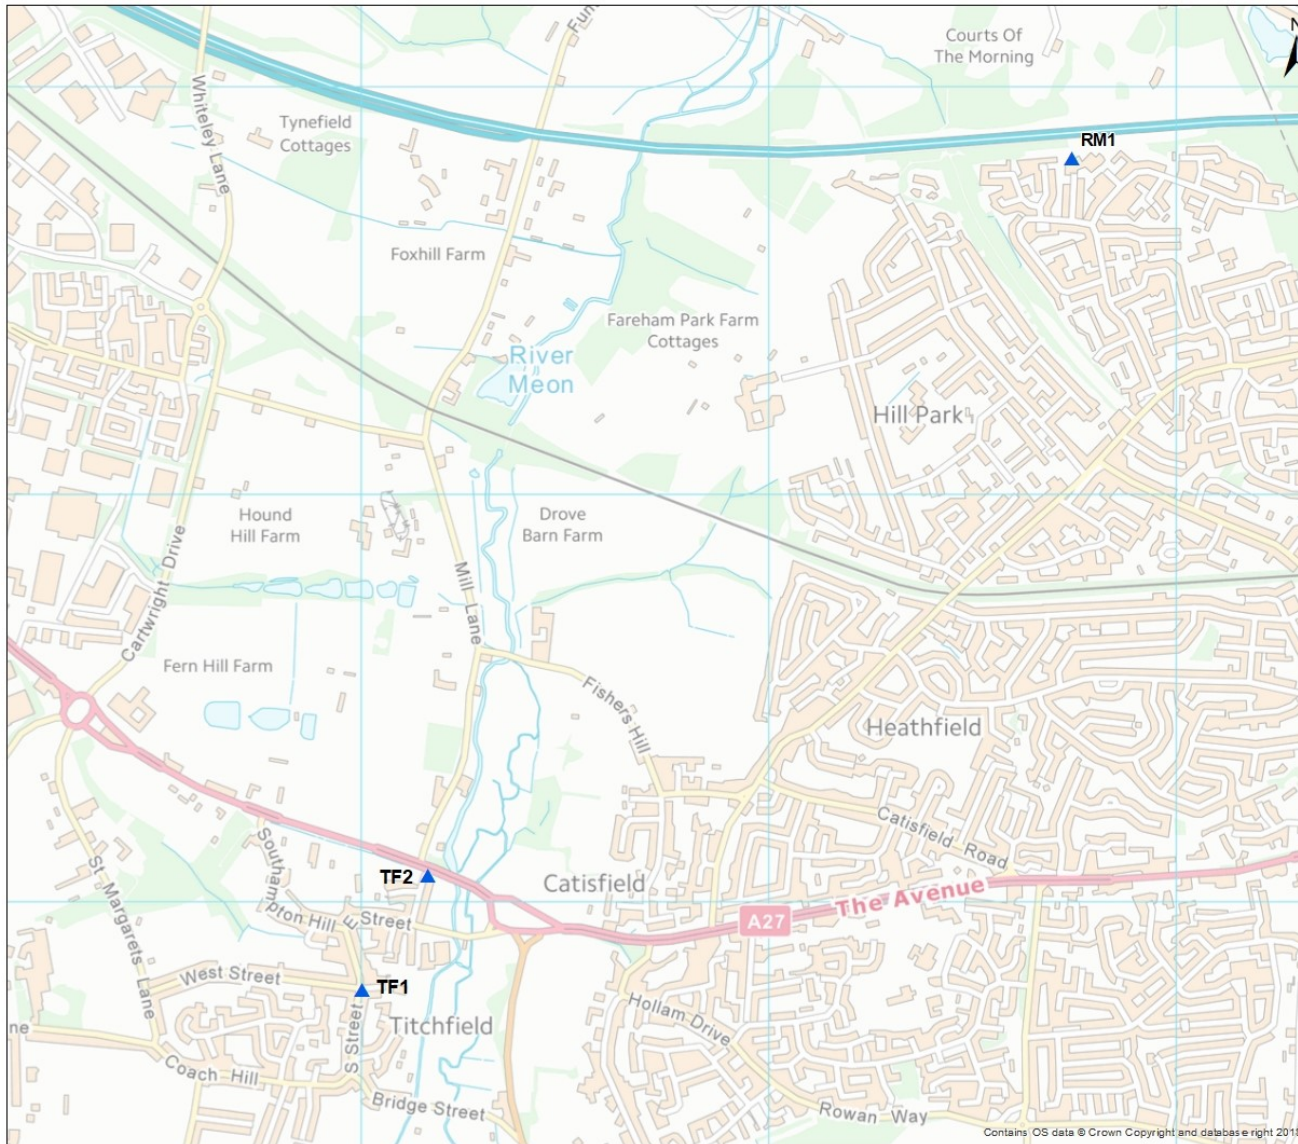 N
Courts Of
The Morning
Fun
Whiteley Lane
Tynefield
Cottages
RM1
Foxhill Farm
Fareham Park Farm
Cottages
River
Meon
Hill Park
Hound
Hill Farm
Drove
Barn Farm
Cartwright Drive
Mill Lane
Fern Hill Farm
Fishers Hill
Heathfield
Catisfield Road
Southampton Hill
TF2
Catisfield
The Avenue
A27
St Margarets Lane
E Street
West Street
TF1
Titchfield
Hollam Drive
S Street
ne
Coach Hill
Bridge Street
Rowan Way
Contains OS data © Crown Copyright and database right 2018